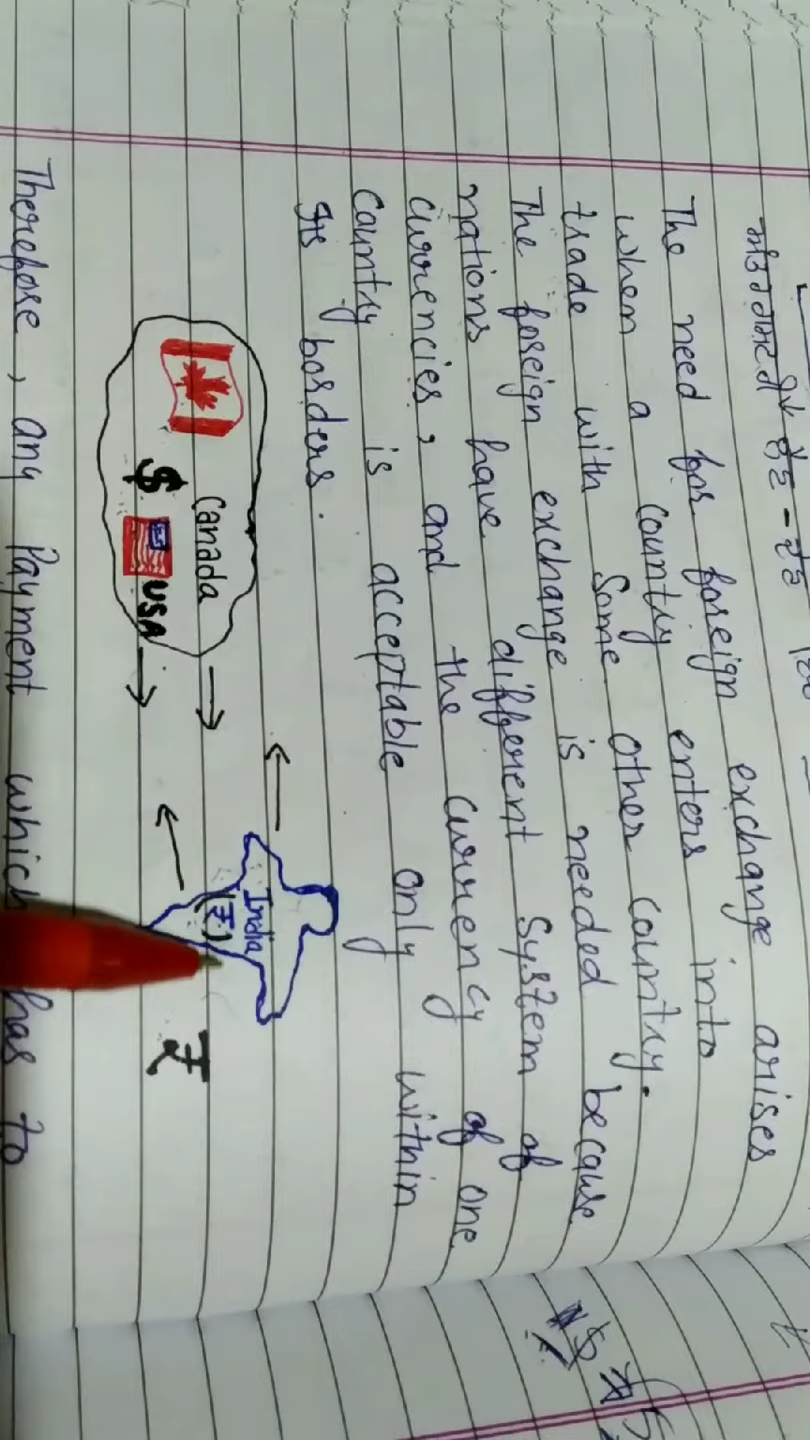 The need for foreign exchange arises
when a country enters into
trade with some other country.
The foreign exchange is needed because
nations have different system of
currencies, and the currency of one
country is acceptable only within
its borders.
India
(₹)
Canada
$ USA
₹
Therefore, any Payment which has to